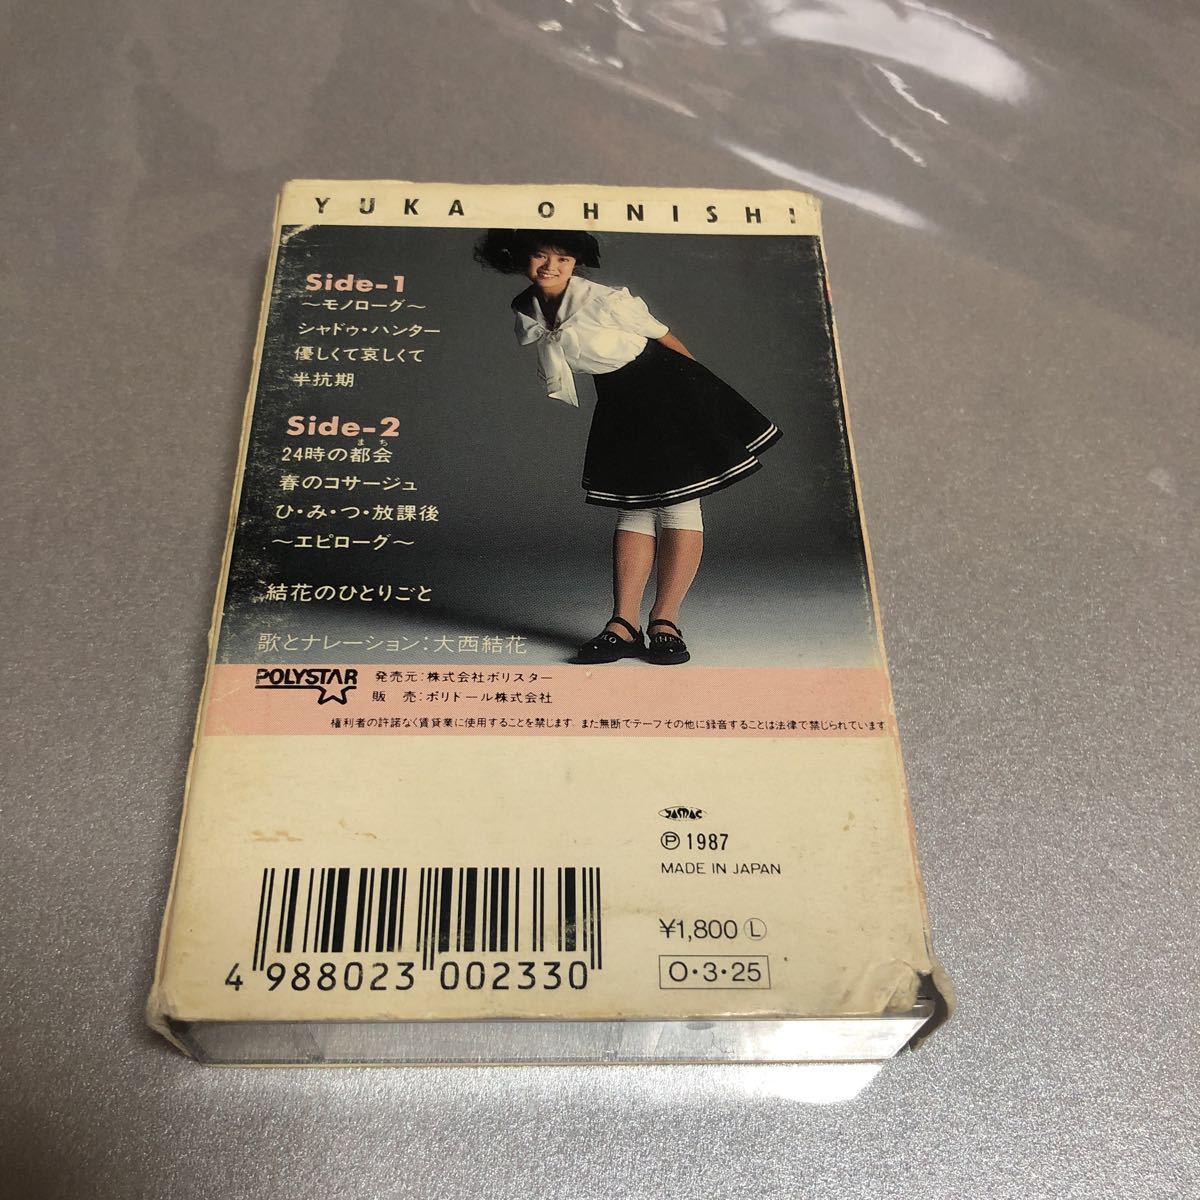 YUKA OHNISHI
Side-1
～モノローグ～
シャドゥ・ハンター
優しくて哀しくて
半抗期
Side-2
まち
24時の都会
春のコサージュ
ひ・み・つ・放課後
～エピローグ～
結花のひとりごと
歌とナレーション：大西結花
POLYSTAR
発売元：株式会社ポリスター
販 売：ポリドール株式会社
権利者の許諾なく賃貸業に使用することを禁じます．また無断でテープその他に録音することは法律で禁じられています
Ⓟ1987
MADE IN JAPAN
¥1,800 Ⓛ
O・3・25
4 988023 002330